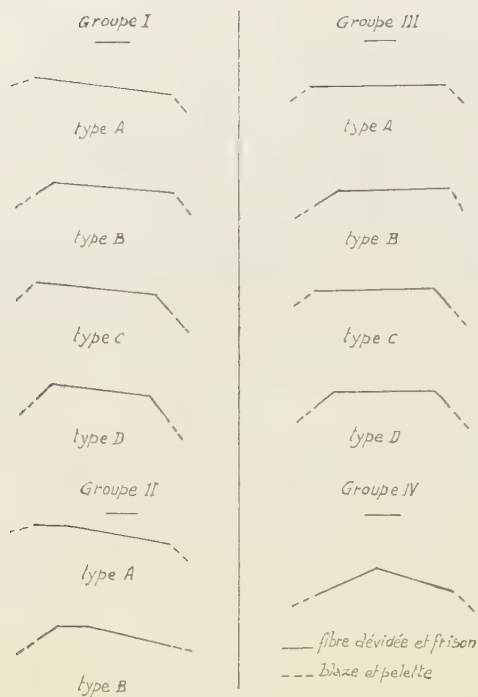 Groupe I
type A
type B
type C
type D
Groupe II
type A
type B
Groupe III
type A
type B
type C
type D
Groupe IV
fibre dévidée et frison
blaze et pelette